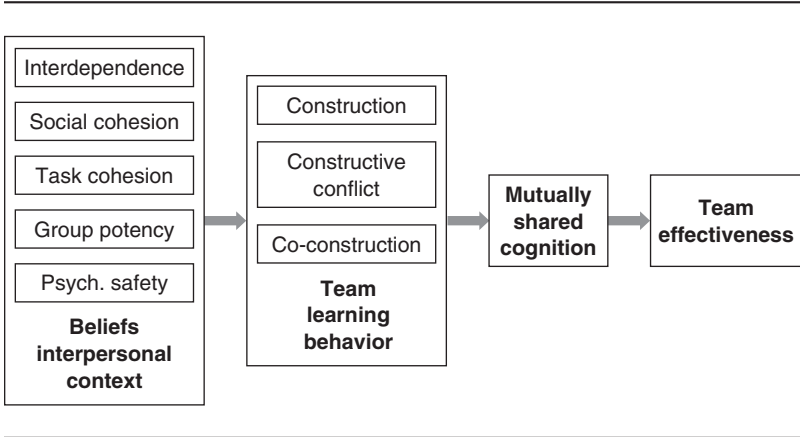 Interdependence
Social cohesion
Task cohesion
Group potency
Psych. safety
Beliefs
interpersonal
context
Construction
Constructive
conflict
Co-construction
Team
learning
behavior
Mutually
shared
cognition
Team
effectiveness